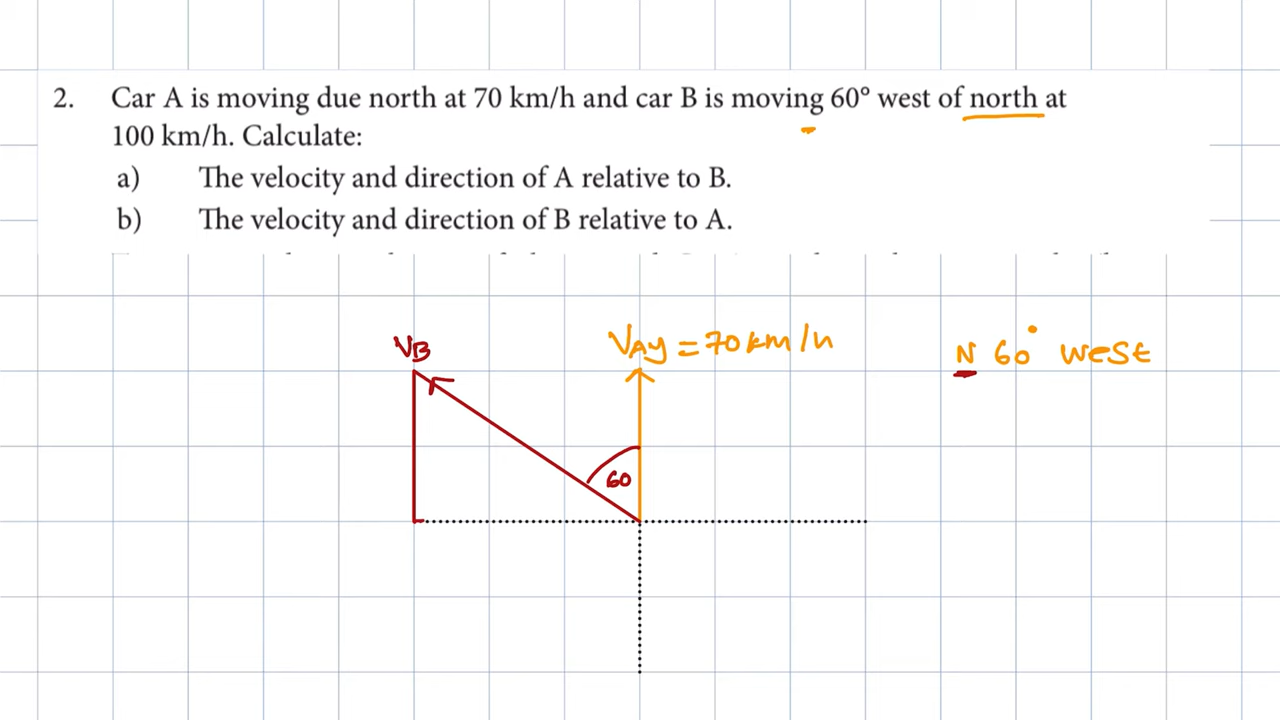 2. Car A is moving due north at 70 km/h and car B is moving 60° west of north at
100 km/h. Calculate:
a) The velocity and direction of A relative to B.
b) The velocity and direction of B relative to A.
VB
VAy = 70 km/h
N 60° west
60